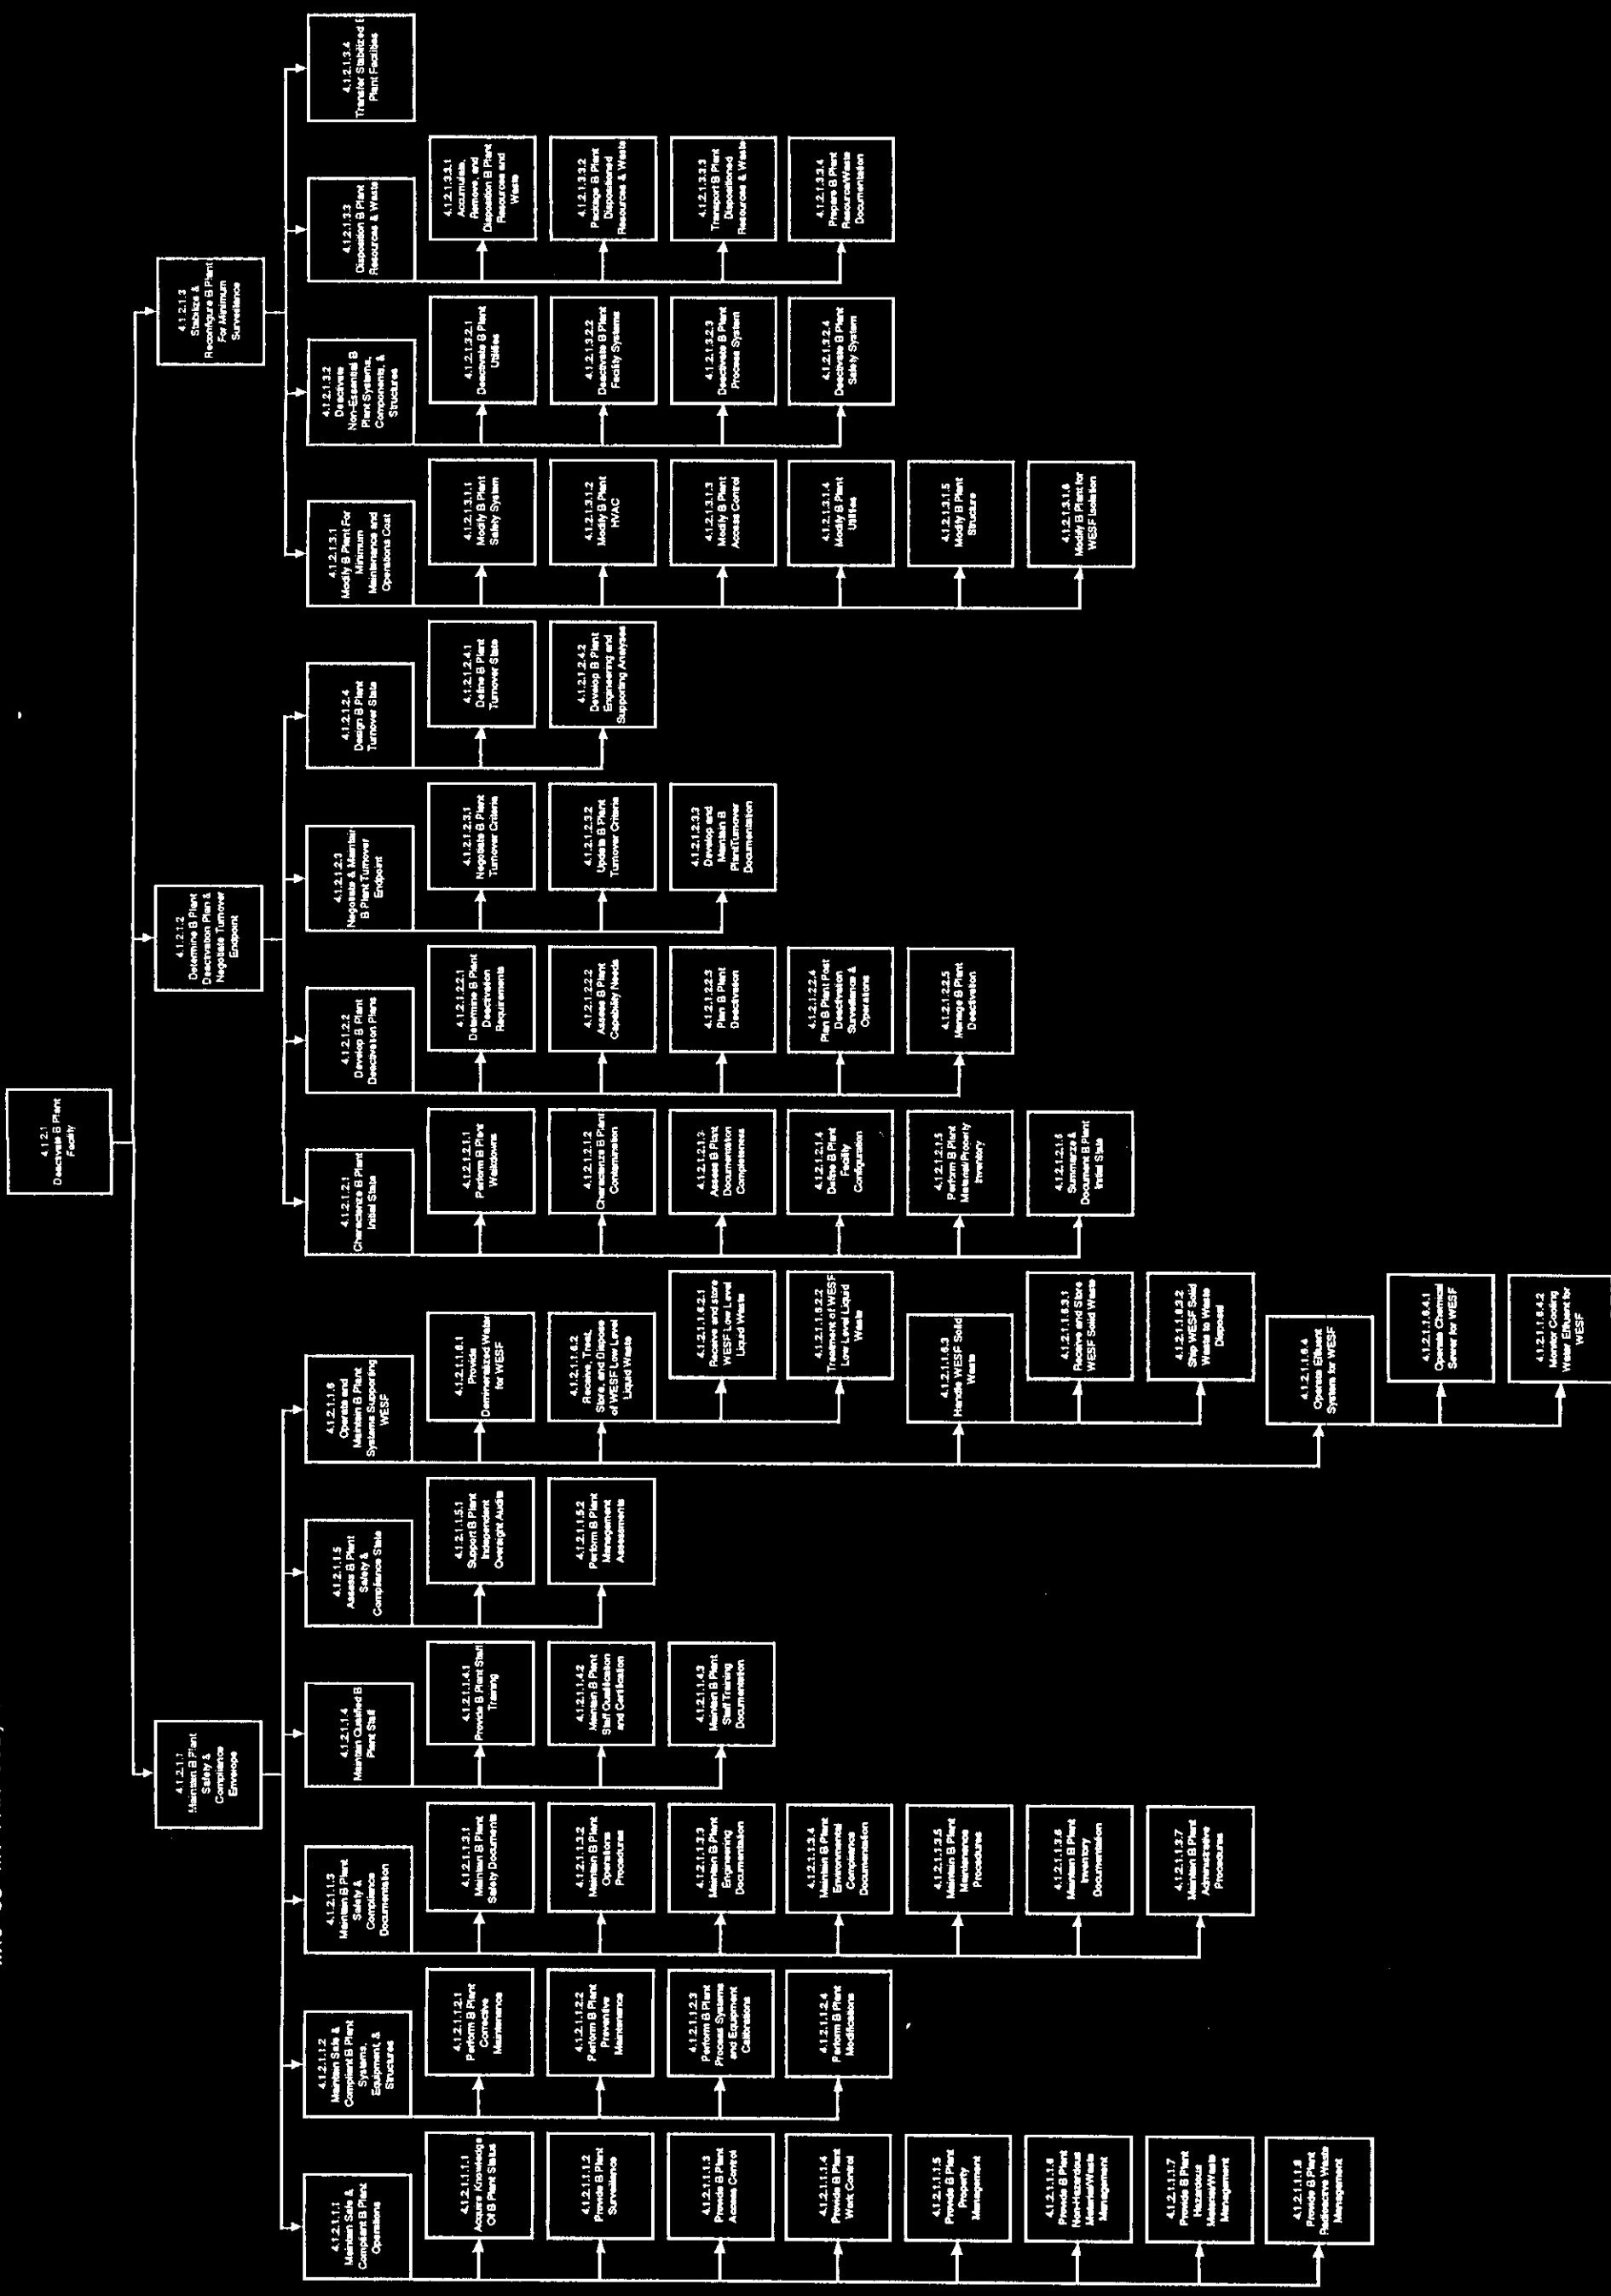 4.1.2.1
Deactivate B Plant
Facility
4.1.2.1.1
Maintain B Plant
Safety &
Compliance
Envelope
4.1.2.1.2
Determine B Plant
Deactivation Plan &
Negotiate Turnover
Endpoint
4.1.2.1.3
Stabilize &
Reconfigure B Plant
For Minimum
Surveillance
4.1.2.1.1.1
Maintain Safe &
Compliant B Plant
Operations
4.1.2.1.1.2
Maintain Safe &
Compliant B Plant
Systems,
Equipment, &
Structures
4.1.2.1.1.3
Maintain B Plant
Safety &
Compliance
Documentation
4.1.2.1.1.4
Maintain Qualified B
Plant Staff
4.1.2.1.1.5
Assess B Plant
Safety &
Compliance State
4.1.2.1.1.6
Operate and
Maintain B Plant
Systems Supporting
WESF
4.1.2.1.2.1
Characterize B Plant
Initial State
4.1.2.1.2.2
Develop B Plant
Deactivation Plans
4.1.2.1.2.3
Negotiate & Maintain
B Plant Turnover
Endpoint
4.1.2.1.2.4
Design B Plant
Turnover State
4.1.2.1.3.1
Modify B Plant For
Minimum
Maintenance and
Operations Cost
4.1.2.1.3.2
Deactivate
Non-Essential B
Plant Systems,
Components, &
Structures
4.1.2.1.3.3
Disposition B Plant
Resources & Waste
4.1.2.1.3.4
Transfer Stabilized B
Plant Facilities
4.1.2.1.1.1.1
Acquire Knowledge
Of B Plant Status
4.1.2.1.1.1.2
Provide B Plant
Surveillance
4.1.2.1.1.1.3
Provide B Plant
Access Control
4.1.2.1.1.1.4
Provide B Plant
Work Control
4.1.2.1.1.1.5
Provide B Plant
Property
Management
4.1.2.1.1.1.6
Provide B Plant
Non-Hazardous
Material/Waste
Management
4.1.2.1.1.1.7
Provide B Plant
Hazardous
Material/Waste
Management
4.1.2.1.1.1.8
Provide B Plant
Radioactive Waste
Management
4.1.2.1.1.2.1
Perform B Plant
Corrective
Maintenance
4.1.2.1.1.2.2
Perform B Plant
Preventive
Maintenance
4.1.2.1.1.2.3
Perform B Plant
Process Systems
and Equipment
Calibrations
4.1.2.1.1.2.4
Perform B Plant
Modifications
4.1.2.1.1.3.1
Maintain B Plant
Safety Documents
4.1.2.1.1.3.2
Maintain B Plant
Operations
Procedures
4.1.2.1.1.3.3
Maintain B Plant
Engineering
Documentation
4.1.2.1.1.3.4
Maintain B Plant
Environmental
Compliance
Documentation
4.1.2.1.1.3.5
Maintain B Plant
Maintenance
Procedures
4.1.2.1.1.3.6
Maintain B Plant
Inventory
Documentation
4.1.2.1.1.3.7
Maintain B Plant
Administrative
Procedures
4.1.2.1.1.4.1
Provide B Plant Staff
Training
4.1.2.1.1.4.2
Maintain B Plant
Staff Qualification
and Certification
4.1.2.1.1.4.3
Maintain B Plant
Staff Training
Documentation
4.1.2.1.1.5.1
Support B Plant
Independent
Oversight Audits
4.1.2.1.1.5.2
Perform B Plant
Management
Assessments
4.1.2.1.1.6.1
Provide
Demineralized Water
for WESF
4.1.2.1.1.6.2
Receive, Treat,
Store, and Dispose
of WESF Low Level
Liquid Waste
4.1.2.1.1.6.2.1
Receive and store
WESF Low Level
Liquid Waste
4.1.2.1.1.6.2.2
Treatment of WESF
Low Level Liquid
Waste
4.1.2.1.1.6.3
Handle WESF Solid
Waste
4.1.2.1.1.6.3.1
Receive and Store
WESF Solid Waste
4.1.2.1.1.6.3.2
Ship WESF Solid
Waste to Waste
Disposal
4.1.2.1.1.6.4
Operate Effluent
System for WESF
4.1.2.1.1.6.4.1
Operate Chemical
Sewer for WESF
4.1.2.1.1.6.4.2
Monitor Cooling
Water Effluent for
WESF
4.1.2.1.2.1.1
Perform B Plant
Walkdowns
4.1.2.1.2.1.2
Characterize B Plant
Contamination
4.1.2.1.2.1.3
Assess B Plant
Documentation
Completeness
4.1.2.1.2.1.4
Define B Plant
Facility
Configuration
4.1.2.1.2.1.5
Perform B Plant
Material/Property
Inventory
4.1.2.1.2.1.6
Summarize &
Document B Plant
Initial State
4.1.2.1.2.2.1
Determine B Plant
Deactivation
Requirements
4.1.2.1.2.2.2
Assess B Plant
Capability Needs
4.1.2.1.2.2.3
Plan B Plant
Deactivation
4.1.2.1.2.2.4
Plan B Plant Post
Deactivation
Surveillance &
Operations
4.1.2.1.2.2.5
Manage B Plant
Deactivation
4.1.2.1.2.3.1
Negotiate B Plant
Turnover Criteria
4.1.2.1.2.3.2
Update B Plant
Turnover Criteria
4.1.2.1.2.3.3
Develop and
Maintain B
PlantTurnover
Documentation
4.1.2.1.2.4.1
Define B Plant
Turnover State
4.1.2.1.2.4.2
Develop B Plant
Engineering and
Supporting Analyses
4.1.2.1.3.1.1
Modify B Plant
Safety System
4.1.2.1.3.1.2
Modify B Plant
HVAC
4.1.2.1.3.1.3
Modify B Plant
Access Control
4.1.2.1.3.1.4
Modify B Plant
Utilities
4.1.2.1.3.1.5
Modify B Plant
Structure
4.1.2.1.3.1.6
Modify B Plant for
WESF Isolation
4.1.2.1.3.2.1
Deactivate B Plant
Utilities
4.1.2.1.3.2.2
Deactivate B Plant
Facility Systems
4.1.2.1.3.2.3
Deactivate B Plant
Process System
4.1.2.1.3.2.4
Deactivate B Plant
Safety System
4.1.2.1.3.3.1
Accumulate,
Remove, and
Disposition B Plant
Resources and
Waste
4.1.2.1.3.3.2
Package B Plant
Dispositioned
Resources & Waste
4.1.2.1.3.3.3
Transport B Plant
Dispositioned
Resources & Waste
4.1.2.1.3.3.4
Prepare B Plant
Resource/Waste
Documentation